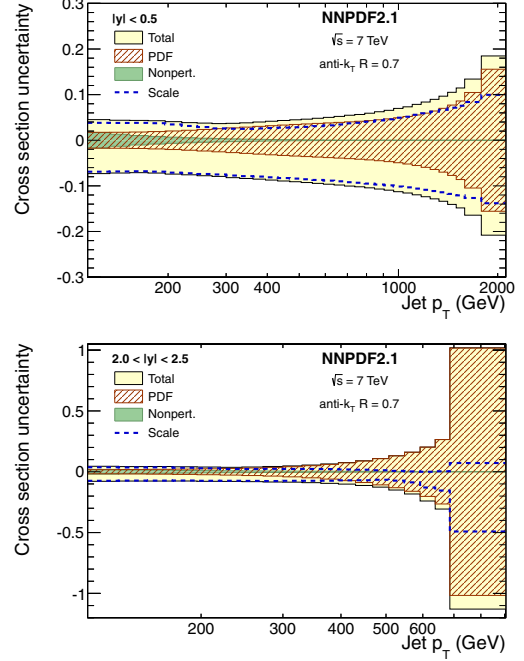 |y| < 0.5
NNPDF2.1
Total
√s = 7 TeV
PDF
anti-k_T R = 0.7
Nonpert.
Scale
Cross section uncertainty
0.3
0.2
0.1
0
-0.1
-0.2
-0.3
200 300 400 1000 2000
Jet p_T (GeV)
2.0 < |y| < 2.5
NNPDF2.1
Total
√s = 7 TeV
PDF
anti-k_T R = 0.7
Nonpert.
Scale
Cross section uncertainty
1
0.5
0
-0.5
-1
200 300 400 500 600
Jet p_T (GeV)